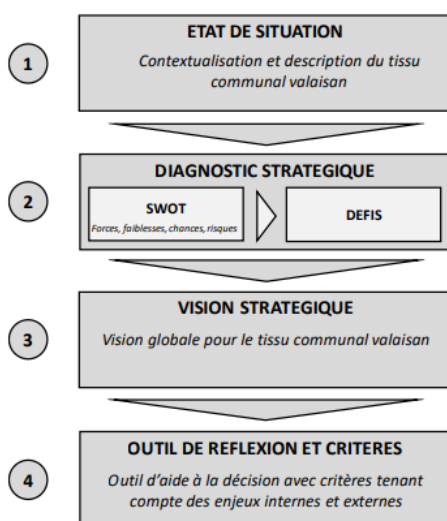 1
ETAT DE SITUATION
Contextualisation et description du tissu
communal valaisan
2
DIAGNOSTIC STRATEGIQUE
SWOT
Forces, faiblesses, chances, risques
DEFIS
3
VISION STRATEGIQUE
Vision globale pour le tissu communal valaisan
4
OUTIL DE REFLEXION ET CRITERES
Outil d'aide à la décision avec critères tenant
compte des enjeux internes et externes